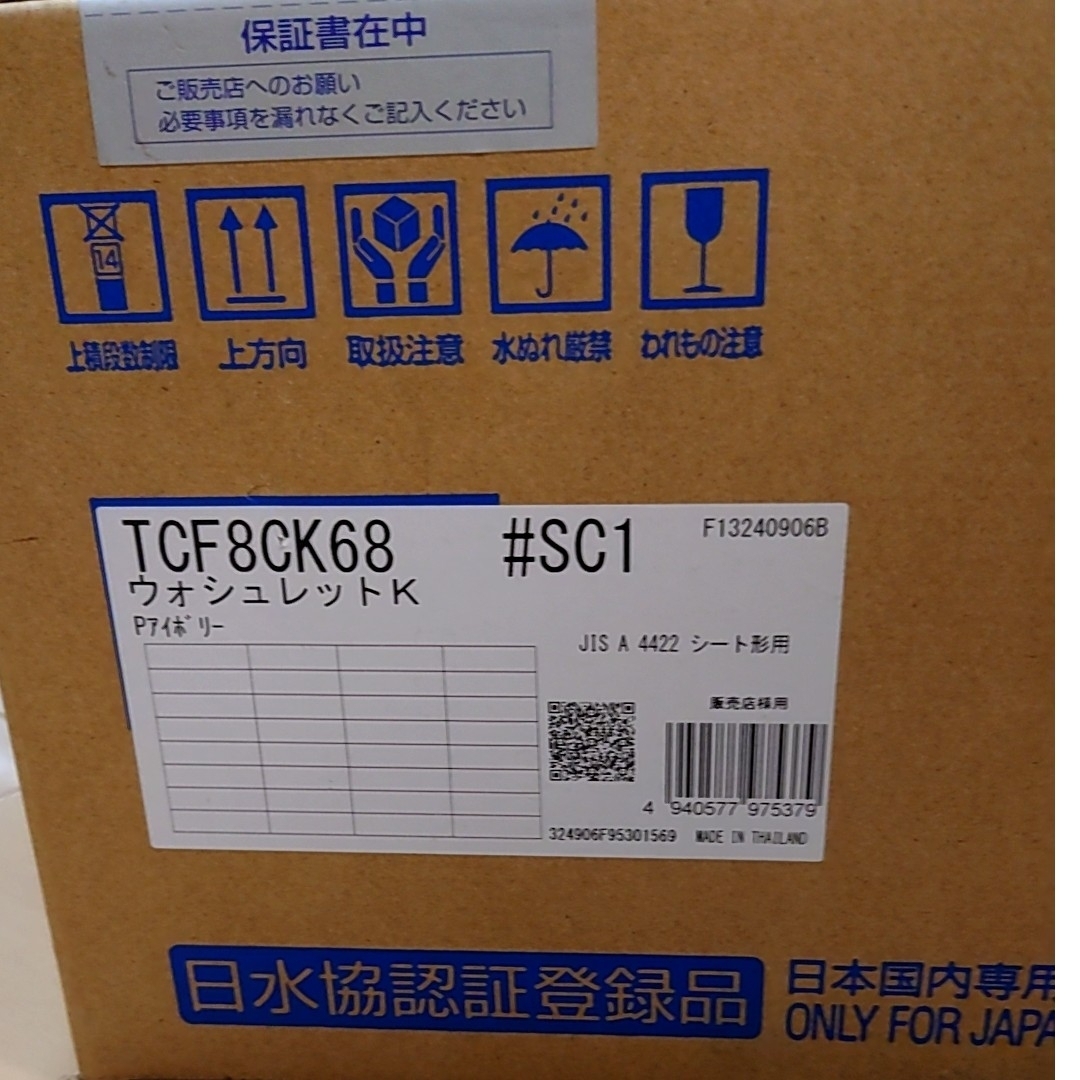 保証書在中
ご販売店へのお願い
必要事項を漏れなくご記入ください
14
上積段数制限 上方向 取扱注意 水ぬれ厳禁 われもの注意
TCF8CK68 #SC1 F13240906B
ウォシュレットK
Pアイボリー
JIS A 4422 シート形用
販売店様用
4 940577 975379
324906F95301569 MADE IN THAILAND
日水協認証登録品
日本国内専用
ONLY FOR JAPA